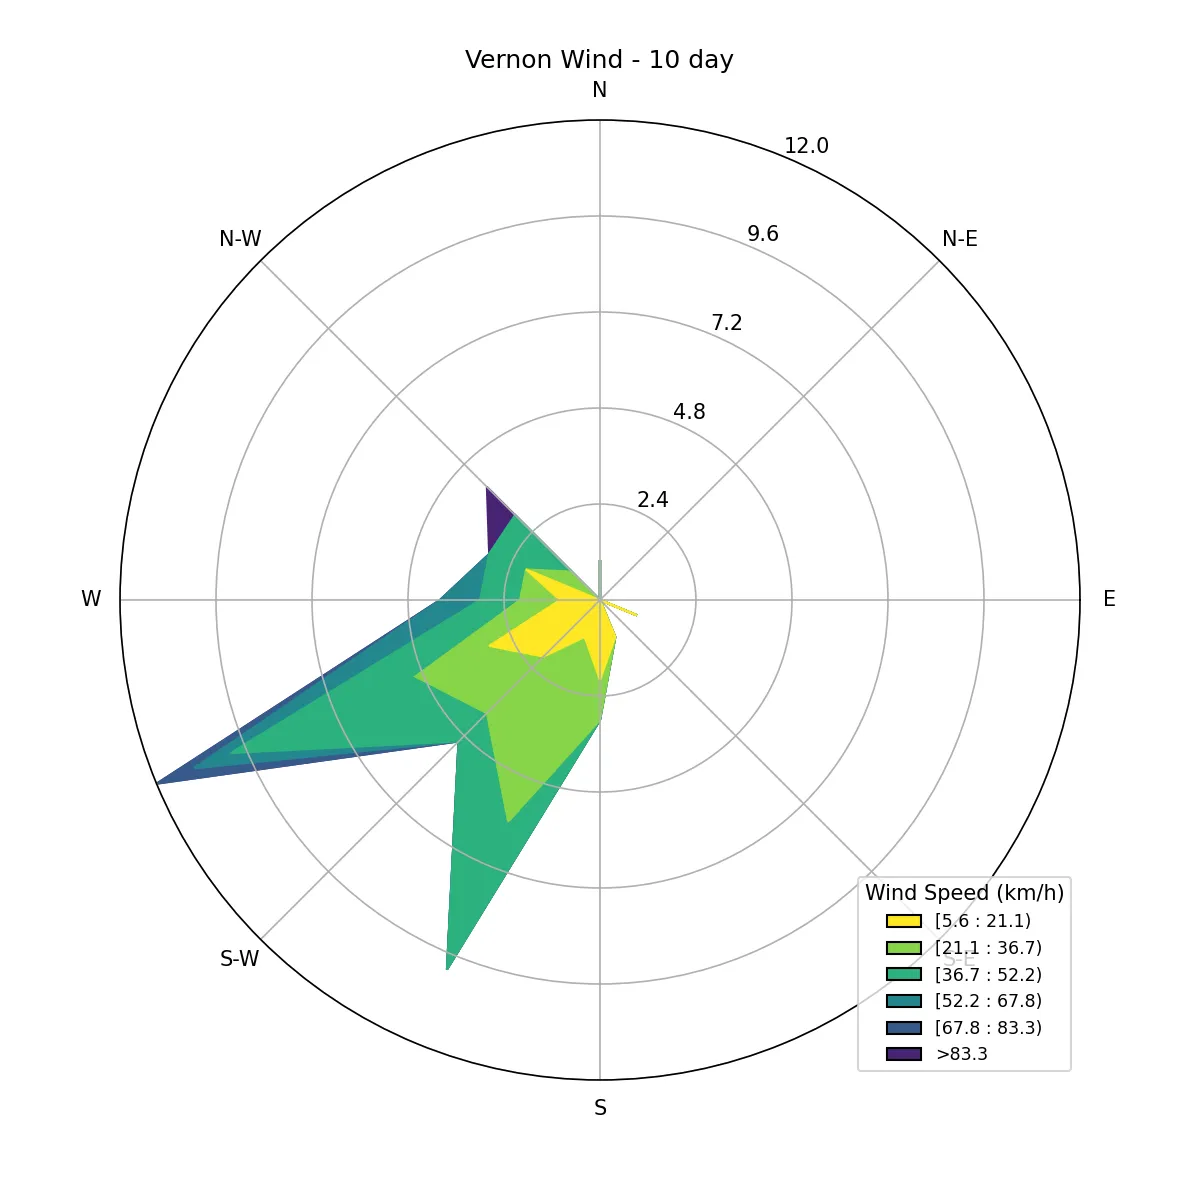 Vernon Wind - 10 day
N
12.0
N-W
9.6
N-E
7.2
4.8
2.4
W
E
Wind Speed (km/h)
[5.6 : 21.1)
[21.1 : 36.7)
S-W
S-E
[36.7 : 52.2)
[52.2 : 67.8)
[67.8 : 83.3)
>83.3
S